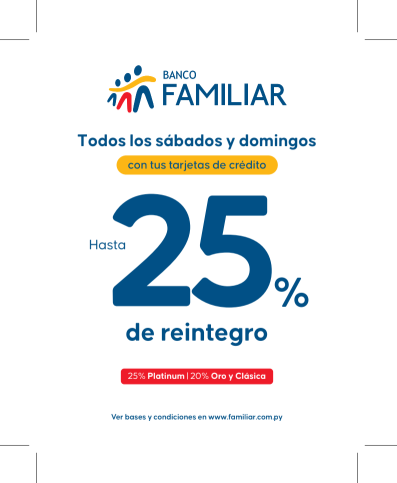 BANCO
FAMILIAR
Todos los sábados y domingos
con tus tarjetas de crédito
Hasta
25%
de reintegro
25% Platinum | 20% Oro y Clásica
Ver bases y condiciones en www.familiar.com.py